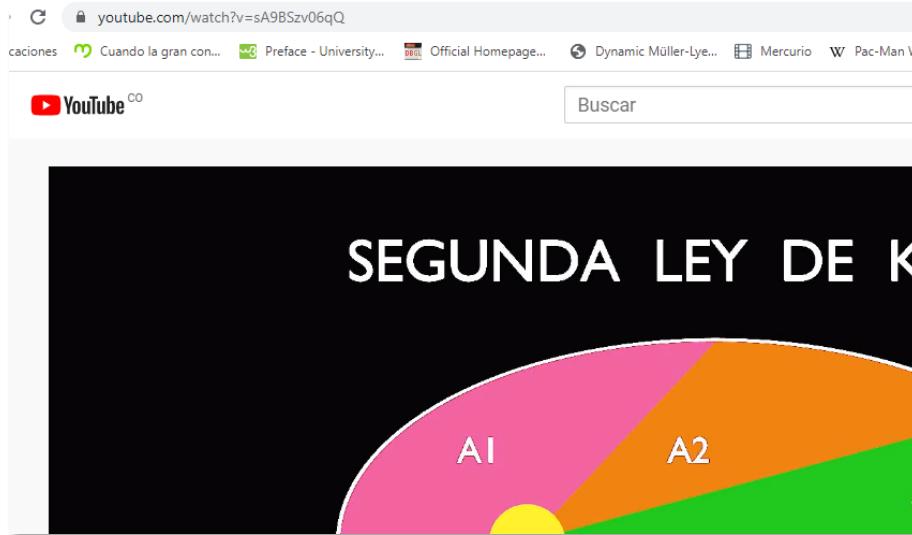 youtube.com/watch?v=sA9BSzv06qQ
caciones Cuando la gran con... Preface - University... Official Homepage... Dynamic Müller-Lye... Mercurio Pac-Man
YouTube CO
Buscar
SEGUNDA LEY DE K
A1 A2